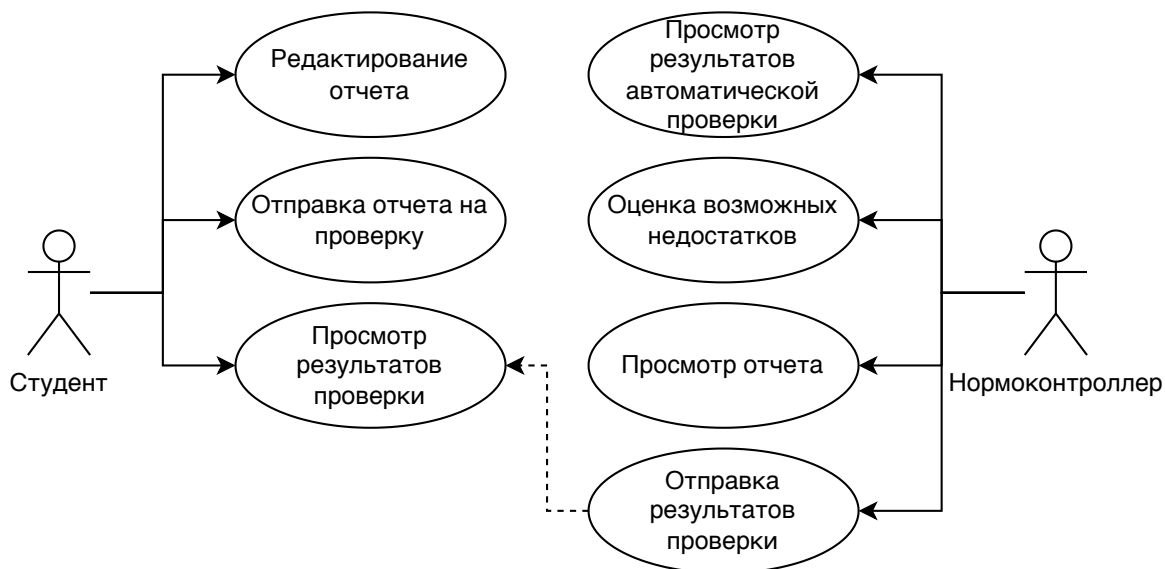 Редактирование
отчета
Просмотр
результатов
автоматической
проверки
Отправка отчета на
проверку
Оценка возможных
недостатков
Просмотр
результатов
проверки
Просмотр отчета
Студент
Нормоконтроллер
Отправка
результатов
проверки